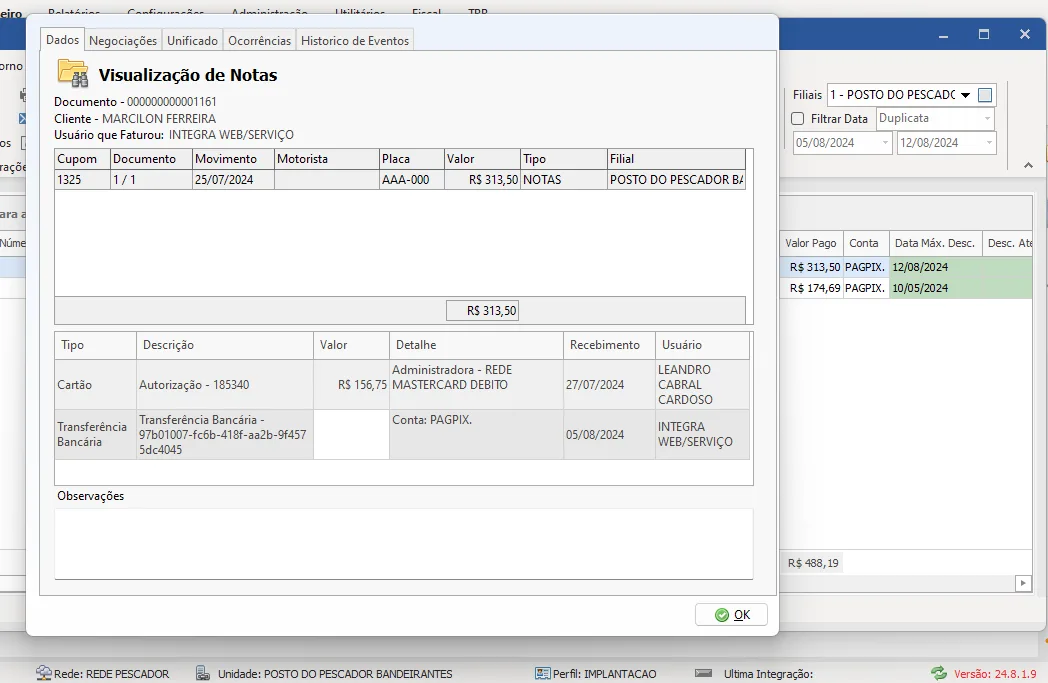 eiro Relatórios Configurações Administração Utilitários Fiscal TRR
Dados Negociações Unificado Ocorrências Historico de Eventos
orno
Visualização de Notas
Documento - 000000000001161
Cliente - MARCILON FERREIRA
Usuário que Faturou: INTEGRA WEB/SERVIÇO
Filiais 1 - POSTO DO PESCADO
Filtrar Data Duplicata
05/08/2024 12/08/2024
os
raçõe
Cupom Documento Movimento Motorista Placa Valor Tipo Filial
1325 1 / 1 25/07/2024 AAA-000 R$ 313,50 NOTAS POSTO DO PESCADOR BA
ara a
Núme
Valor Pago Conta Data Máx. Desc. Desc. Até
R$ 313,50 PAGPIX. 12/08/2024
R$ 174,69 PAGPIX. 10/05/2024
R$ 313,50
Tipo Descrição Valor Detalhe Recebimento Usuário
Cartão Autorização - 185340 R$ 156,75 Administradora - REDE
MASTERCARD DEBITO 27/07/2024 LEANDRO
CABRAL
CARDOSO
Transferência
Bancária
Transferência Bancária -
97b01007-fc6b-418f-aa2b-9f457
5dc4045
Conta: PAGPIX.
05/08/2024
INTEGRA
WEB/SERVIÇO
Observações
R$ 488,19
OK
Rede: REDE PESCADOR Unidade: POSTO DO PESCADOR BANDEIRANTES Perfil: IMPLANTACAO Ultima Integração: Versão: 24.8.1.9